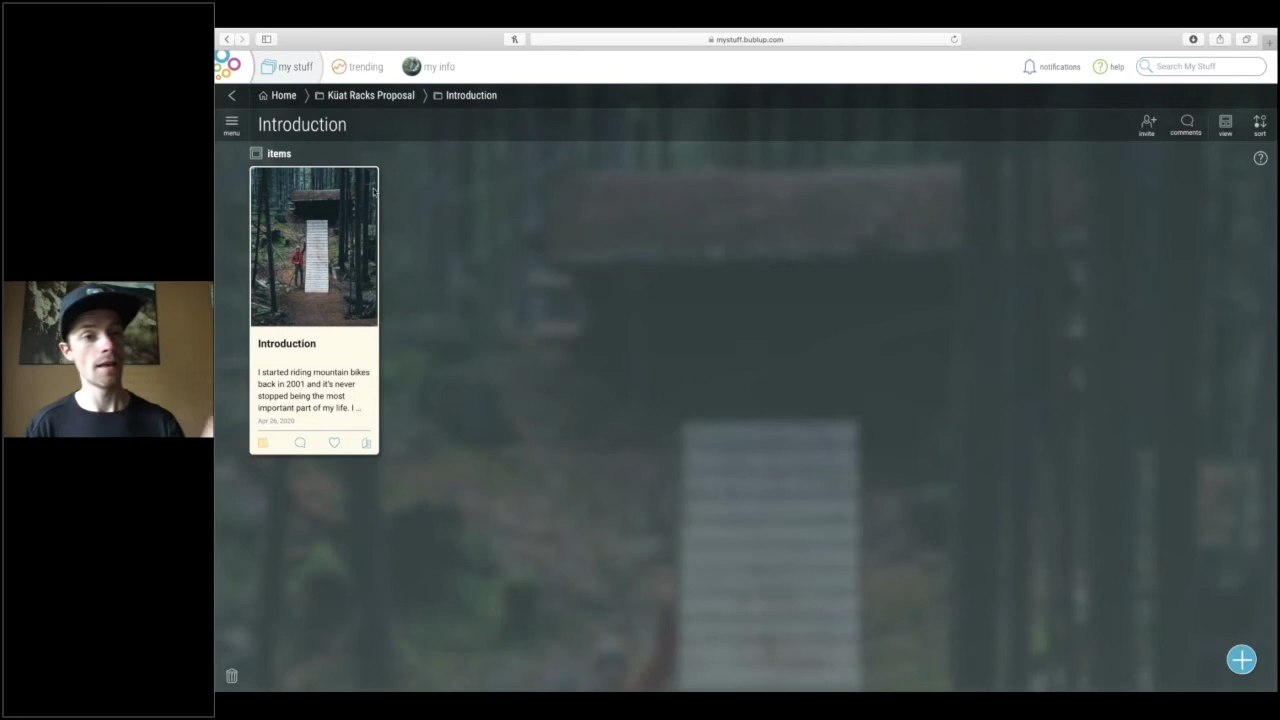 mystuff.bublup.com
my stuff
trending
my info
notifications
help
Search My Stuff
Home
Küat Racks Proposal
Introduction
menu
Introduction
invite
comments
view
sort
items
Introduction
I started riding mountain bikes
back in 2001 and it's never
stopped being the most
important part of my life. I ...
Apr 26, 2020